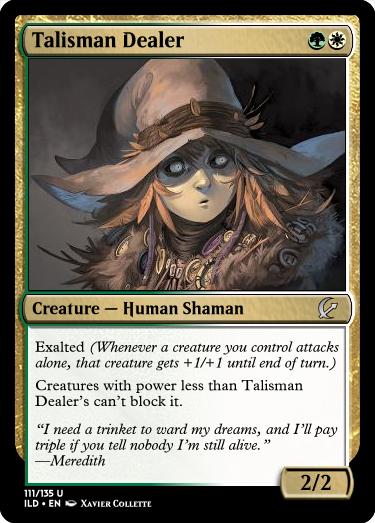 Talisman Dealer
Creature — Human Shaman
Exalted (Whenever a creature you control attacks
alone, that creature gets +1/+1 until end of turn.)
Creatures with power less than Talisman
Dealer's can't block it.
“I need a trinket to ward my dreams, and I'll pay
triple if you tell nobody I'm still alive.”
—Meredith
2/2
111/135 U
ILD • EN Xavier Collette